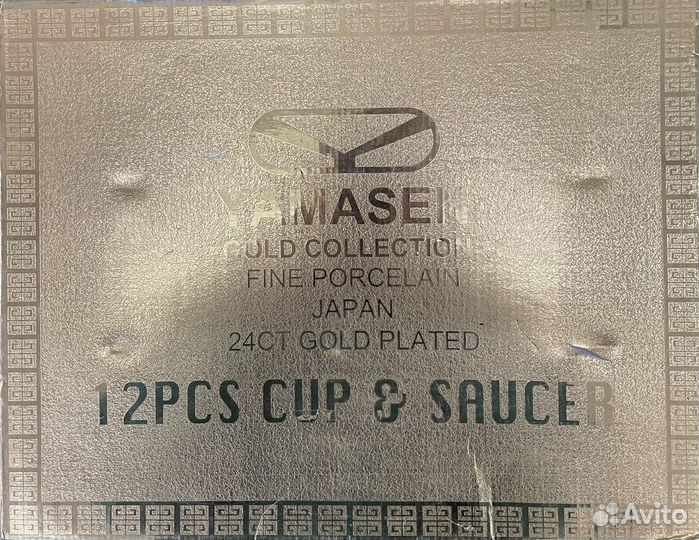 YAMASEN
GOLD COLLECTION
FINE PORCELAIN
JAPAN
24CT GOLD PLATED
12PCS CUP & SAUCER
Avito